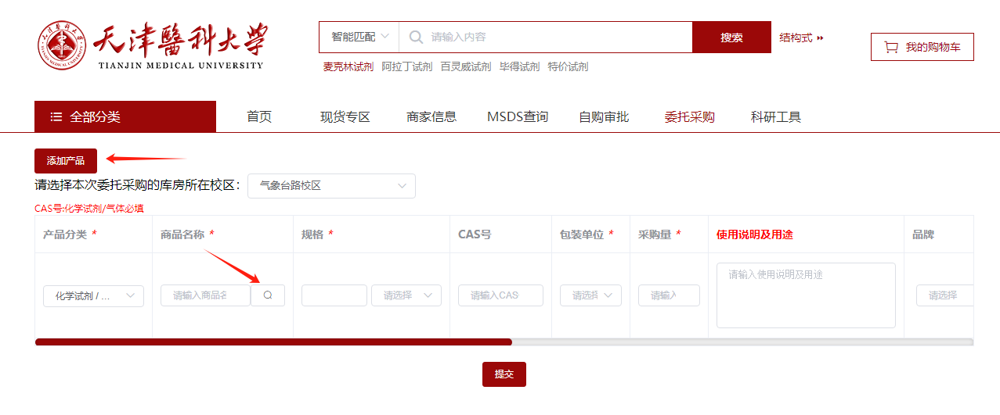 天津醫科大學
TIANJIN MEDICAL UNIVERSITY
智能匹配 请输入内容 搜索 结构式 我的购物车
麦克林试剂 阿拉丁试剂 百灵威试剂 毕得试剂 特价试剂
全部分类 首页 现货专区 商家信息 MSDS查询 自购审批 委托采购 科研工具
添加产品
请选择本次委托采购的库房所在校区： 气象台路校区
CAS号:化学试剂/气体必填
产品分类 * 商品名称 * 规格 * CAS号 包装单位 * 采购量 * 使用说明及用途 品牌
请输入使用说明及用途
化学试剂 / ... 请输入商品名 请选择 请输入CAS 请选择 请输入 请选择
提交